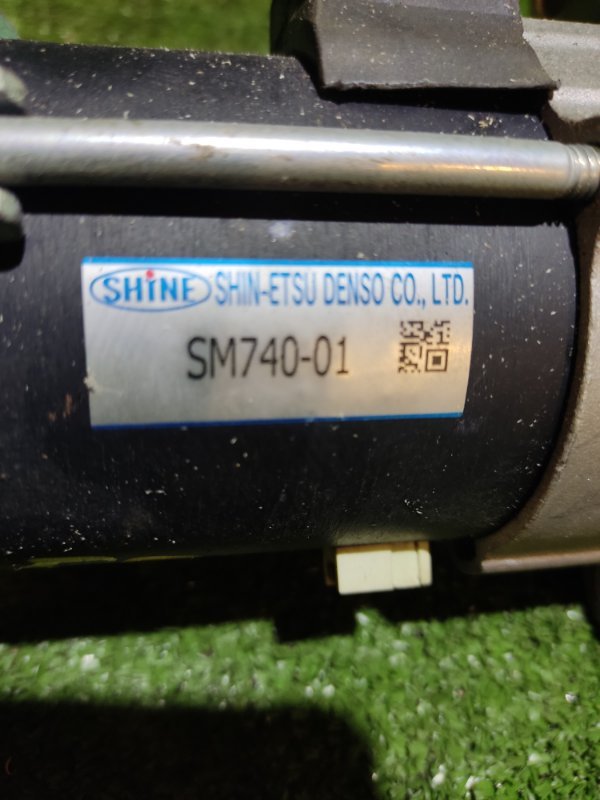 SHiNE SHIN-ETSU DENSO CO., LTD.
SM740-01